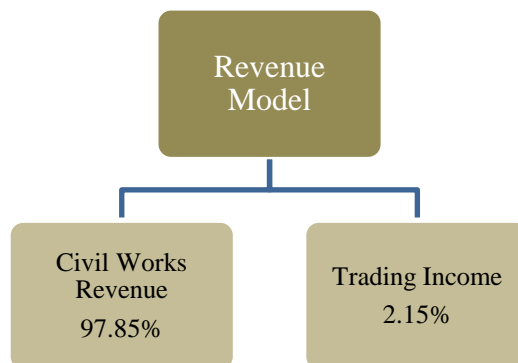 Revenue
Model
Civil Works
Revenue
97.85%
Trading Income
2.15%